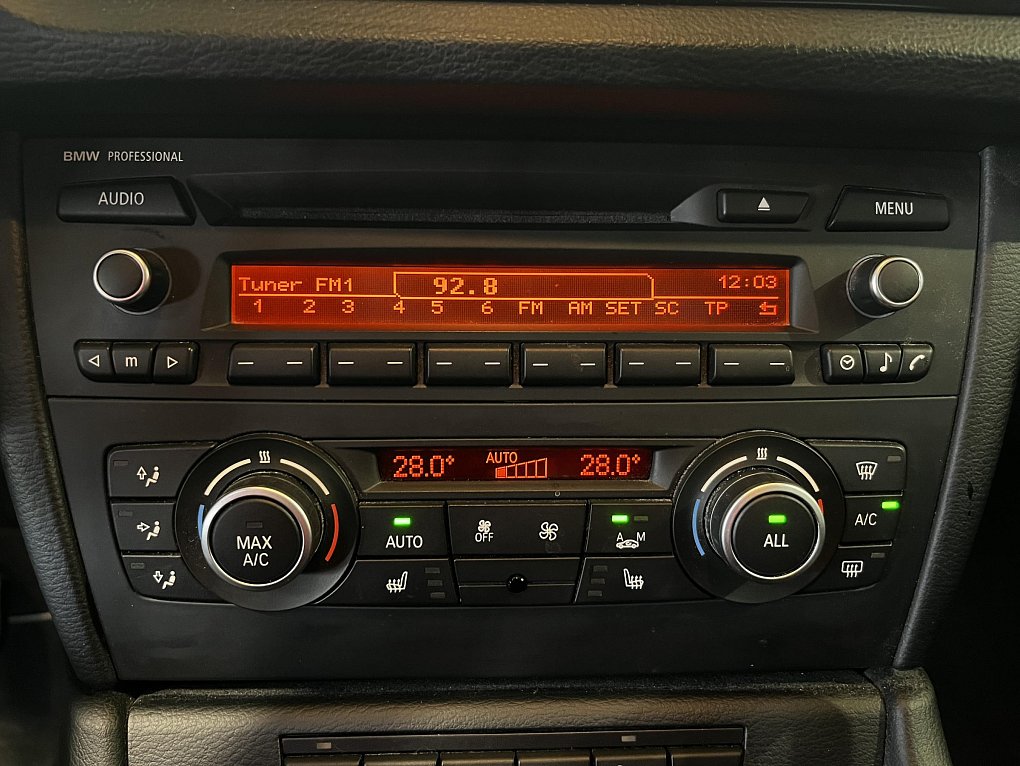 BMW PROFESSIONAL
AUDIO
MENU
Tuner FM1 92.8 12:03
1 2 3 4 5 6 FM AM SET SC TP
m
28.0° AUTO 28.0°
MAX A/C
AUTO
OFF
A M
ALL
A/C